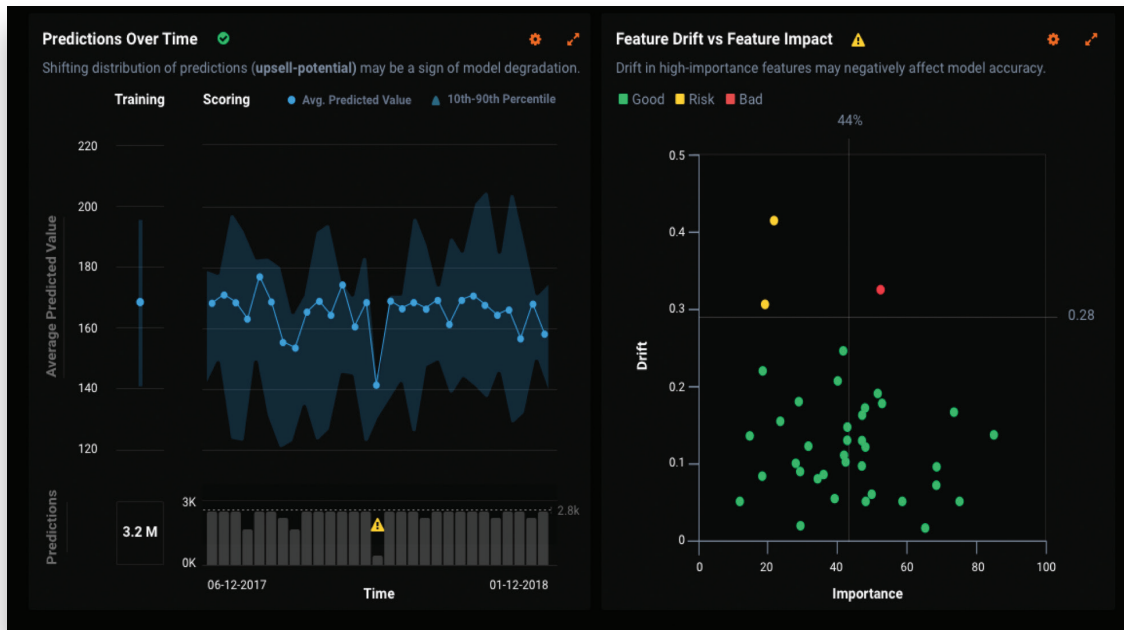 Predictions Over Time
Shifting distribution of predictions (upsell-potential) may be a sign of model degradation.
Training
Scoring
Avg. Predicted Value
10th-90th Percentile
Average Predicted Value
220
200
180
160
140
120
Predictions
3.2 M
3K
0K
2.8k
06-12-2017
01-12-2018
Time
Feature Drift vs Feature Impact
Drift in high-importance features may negatively affect model accuracy.
Good
Risk
Bad
44%
0.5
0.4
0.3
0.2
0.1
0
0.28
Drift
0
20
40
60
80
100
Importance